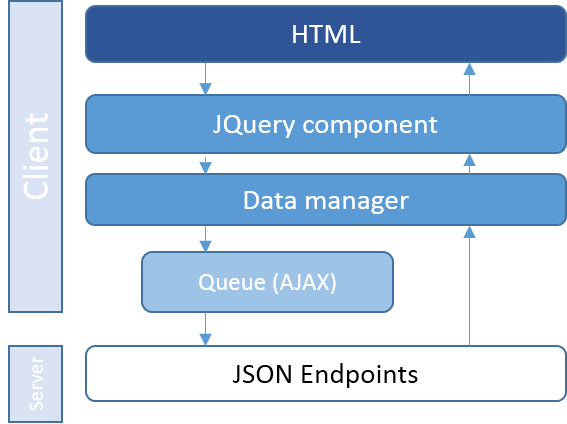 Client
HTML
JQuery component
Data manager
Queue (AJAX)
Server
JSON Endpoints